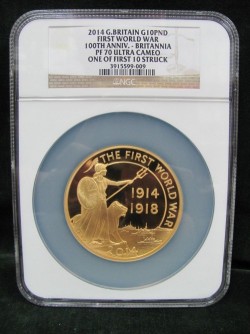 2014 G.BRITAIN G10PND
FIRST WORLD WAR
100TH ANNIV. - BRITANNIA
PF 70 ULTRA CAMEO
ONE OF FIRST 10 STRUCK
3915599-009
NGC
THE FIRST WORLD WAR
1914
1918
2014